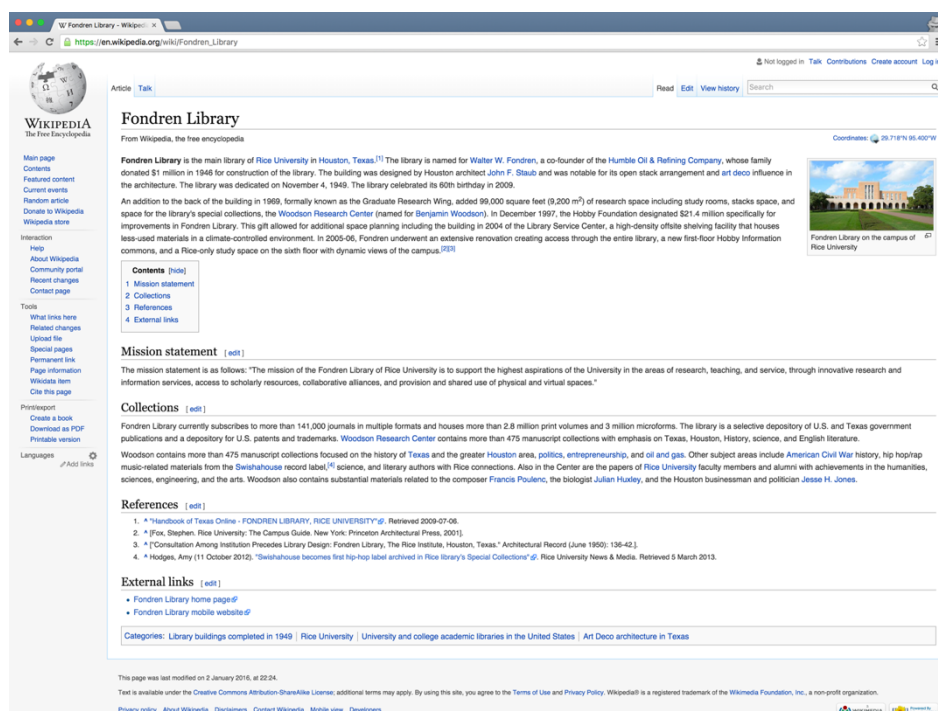 W Fondren Library – Wikiped
https://en.wikipedia.org/wiki/Fondren_Library
Not logged in Talk Contributions Create account Log i
Article Talk Read Edit View history Search
WIKIPEDIA
The Free Encyclopedia
Main page
Contents
Featured content
Current events
Random article
Donate to Wikipedia
Wikipedia store
Interaction
Help
About Wikipedia
Community portal
Recent changes
Contact page
Tools
What links here
Related changes
Upload file
Special pages
Permanent link
Page information
Wikidata item
Cite this page
Print/export
Create a book
Download as PDF
Printable version
Languages
Add links
Fondren Library
From Wikipedia, the free encyclopedia
Coordinates: 29.718°N 95.400°W
Fondren Library is the main library of Rice University in Houston, Texas.[1] The library is named for Walter W. Fondren, a co-founder of the Humble Oil & Refining Company, whose family
donated $1 million in 1946 for construction of the library. The building was designed by Houston architect John F. Staub and was notable for its open stack arrangement and art deco influence in
the architecture. The library was dedicated on November 4, 1949. The library celebrated its 60th birthday in 2009.
An addition to the back of the building in 1969, formally known as the Graduate Research Wing, added 99,000 square feet (9,200 m²) of research space including study rooms, stacks space, and
space for the library's special collections, the Woodson Research Center (named for Benjamin Woodson). In December 1997, the Hobby Foundation designated $21.4 million specifically for
improvements in Fondren Library. This gift allowed for additional space planning including the building in 2004 of the Library Service Center, a high-density offsite shelving facility that houses
less-used materials in a climate-controlled environment. In 2005-06, Fondren underwent an extensive renovation creating access through the entire library, a new first-floor Hobby Information
commons, and a Rice-only study space on the sixth floor with dynamic views of the campus.[2][3]
Fondren Library on the campus of
Rice University
Contents [hide]
1 Mission statement
2 Collections
3 References
4 External links
Mission statement [edit]
The mission statement is as follows: "The mission of the Fondren Library of Rice University is to support the highest aspirations of the University in the areas of research, teaching, and service, through innovative research and
information services, access to scholarly resources, collaborative alliances, and provision and shared use of physical and virtual spaces."
Collections [edit]
Fondren Library currently subscribes to more than 141,000 journals in multiple formats and houses more than 2.8 million print volumes and 3 million microforms. The library is a selective depository of U.S. and Texas government
publications and a depository for U.S. patents and trademarks. Woodson Research Center contains more than 475 manuscript collections with emphasis on Texas, Houston, History, science, and English literature.
Woodson contains more than 475 manuscript collections focused on the history of Texas and the greater Houston area, politics, entrepreneurship, and oil and gas. Other subject areas include American Civil War history, hip hop/rap
music-related materials from the Swishahouse record label,[4] science, and literary authors with Rice connections. Also in the Center are the papers of Rice University faculty members and alumni with achievements in the humanities,
sciences, engineering, and the arts. Woodson also contains substantial materials related to the composer Francis Poulenc, the biologist Julian Huxley, and the Houston businessman and politician Jesse H. Jones.
References [edit]
1. ^ "Handbook of Texas Online - FONDREN LIBRARY, RICE UNIVERSITY". Retrieved 2009-07-06.
2. ^ [Fox, Stephen. Rice University: The Campus Guide. New York: Princeton Architectural Press, 2001].
3. ^ ["Consultation Among Institution Precedes Library Design: Fondren Library, The Rice Institute, Houston, Texas." Architectural Record (June 1950): 136-42.].
4. ^ Hodges, Amy (11 October 2012). "Swishahouse becomes first hip-hop label archived in Rice library's Special Collections". Rice University News & Media. Retrieved 5 March 2013.
External links [edit]
• Fondren Library home page
• Fondren Library mobile website
Categories: Library buildings completed in 1949 | Rice University | University and college academic libraries in the United States | Art Deco architecture in Texas
This page was last modified on 2 January 2016, at 22:24.
Text is available under the Creative Commons Attribution-ShareAlike License; additional terms may apply. By using this site, you agree to the Terms of Use and Privacy Policy. Wikipedia® is a registered trademark of the Wikimedia Foundation, Inc., a non-profit organization.
Privacy policy About Wikipedia Disclaimers Contact Wikipedia Mobile view Developers
WIKIMEDIA Powered By